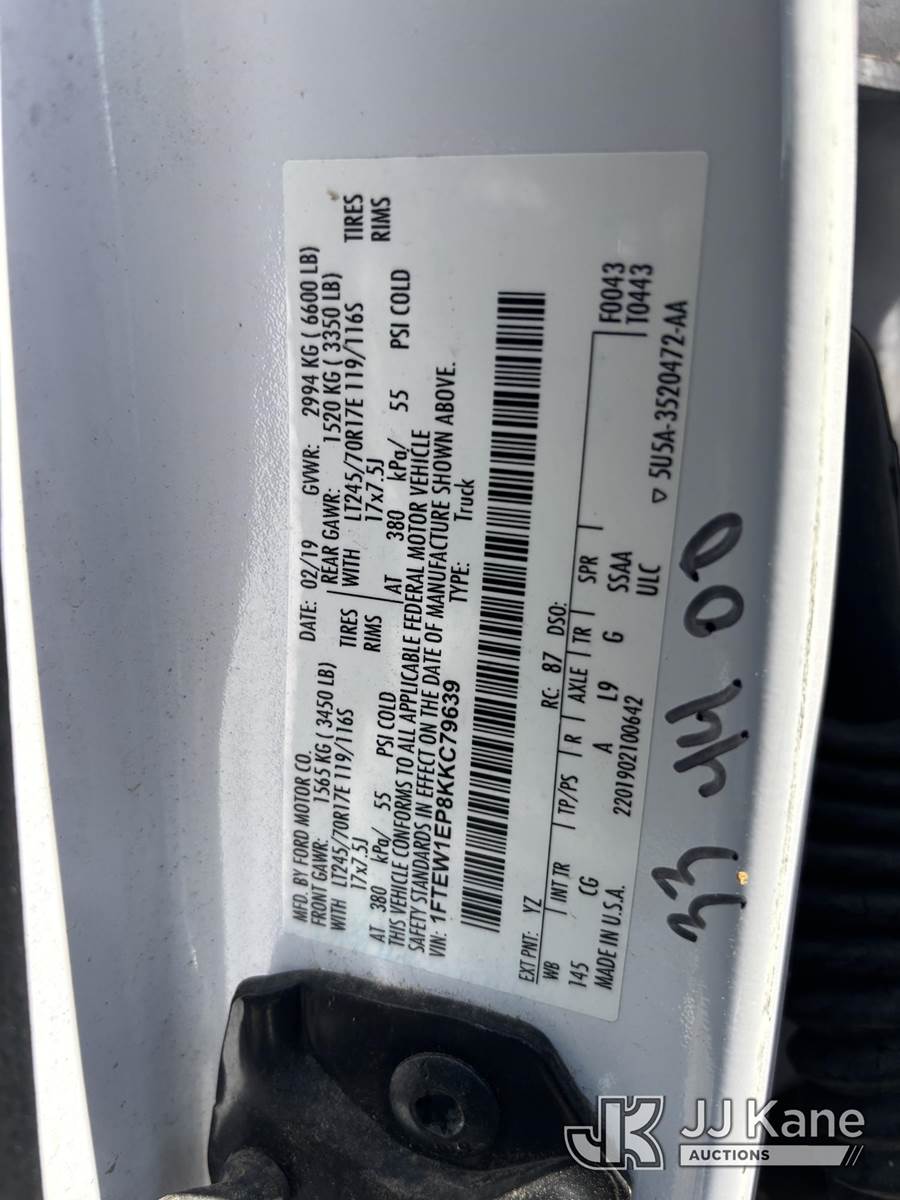 MFD. BY FORD MOTOR CO.
DATE: 02/19 GVWR: 2994 KG ( 6600 LB)
FRONT GAWR: 1565 KG ( 3450 LB) REAR GAWR: 1520 KG ( 3350 LB)
WITH LT245/70R17E 119/116S TIRES WITH LT245/70R17E 119/116S TIRES
17x7.5J RIMS 17x7.5J RIMS
AT 380 kPa/ 55 PSI COLD AT 380 kPa/ 55 PSI COLD
THIS VEHICLE CONFORMS TO ALL APPLICABLE FEDERAL MOTOR VEHICLE
SAFETY STANDARDS IN EFFECT ON THE DATE OF MANUFACTURE SHOWN ABOVE.
VIN: 1FTEW1EP8KKC79639 TYPE: Truck
EXT PNT: YZ RC: 87 DSO: F0043
WB INT TR TP/PS R AXLE TR SPR T0443
145 CG A L9 G SSAA
MADE IN U.S.A. 2201902100642 ULC
▽ 5U5A-3520472-AA
33 44.00
JK JJ Kane
AUCTIONS